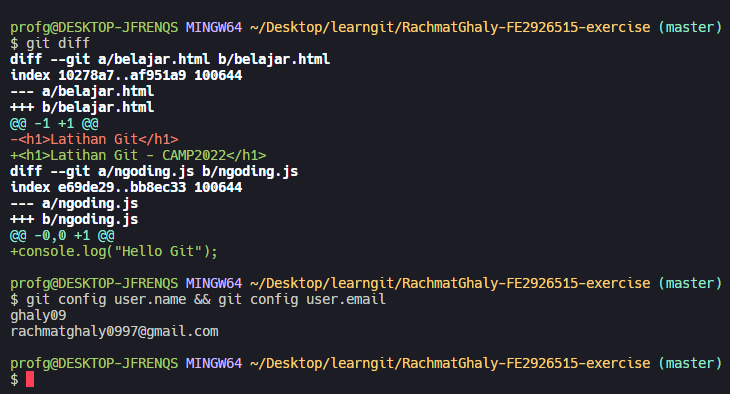 profg@DESKTOP-JFRENQS MINGW64 ~/Desktop/learngit/RachmatGhaly-FE2926515-exercise (master)
$ git diff
diff --git a/belajar.html b/belajar.html
index 10278a7..af951a9 100644
--- a/belajar.html
+++ b/belajar.html
@@ -1 +1 @@
-<h1>Latihan Git</h1>
+<h1>Latihan Git - CAMP2022</h1>
diff --git a/ngoding.js b/ngoding.js
index e69de29..bb8ec33 100644
--- a/ngoding.js
+++ b/ngoding.js
@@ -0,0 +1 @@
+console.log("Hello Git");
profg@DESKTOP-JFRENQS MINGW64 ~/Desktop/learngit/RachmatGhaly-FE2926515-exercise (master)
$ git config user.name && git config user.email
ghaly09
rachmatghaly0997@gmail.com
profg@DESKTOP-JFRENQS MINGW64 ~/Desktop/learngit/RachmatGhaly-FE2926515-exercise (master)
$